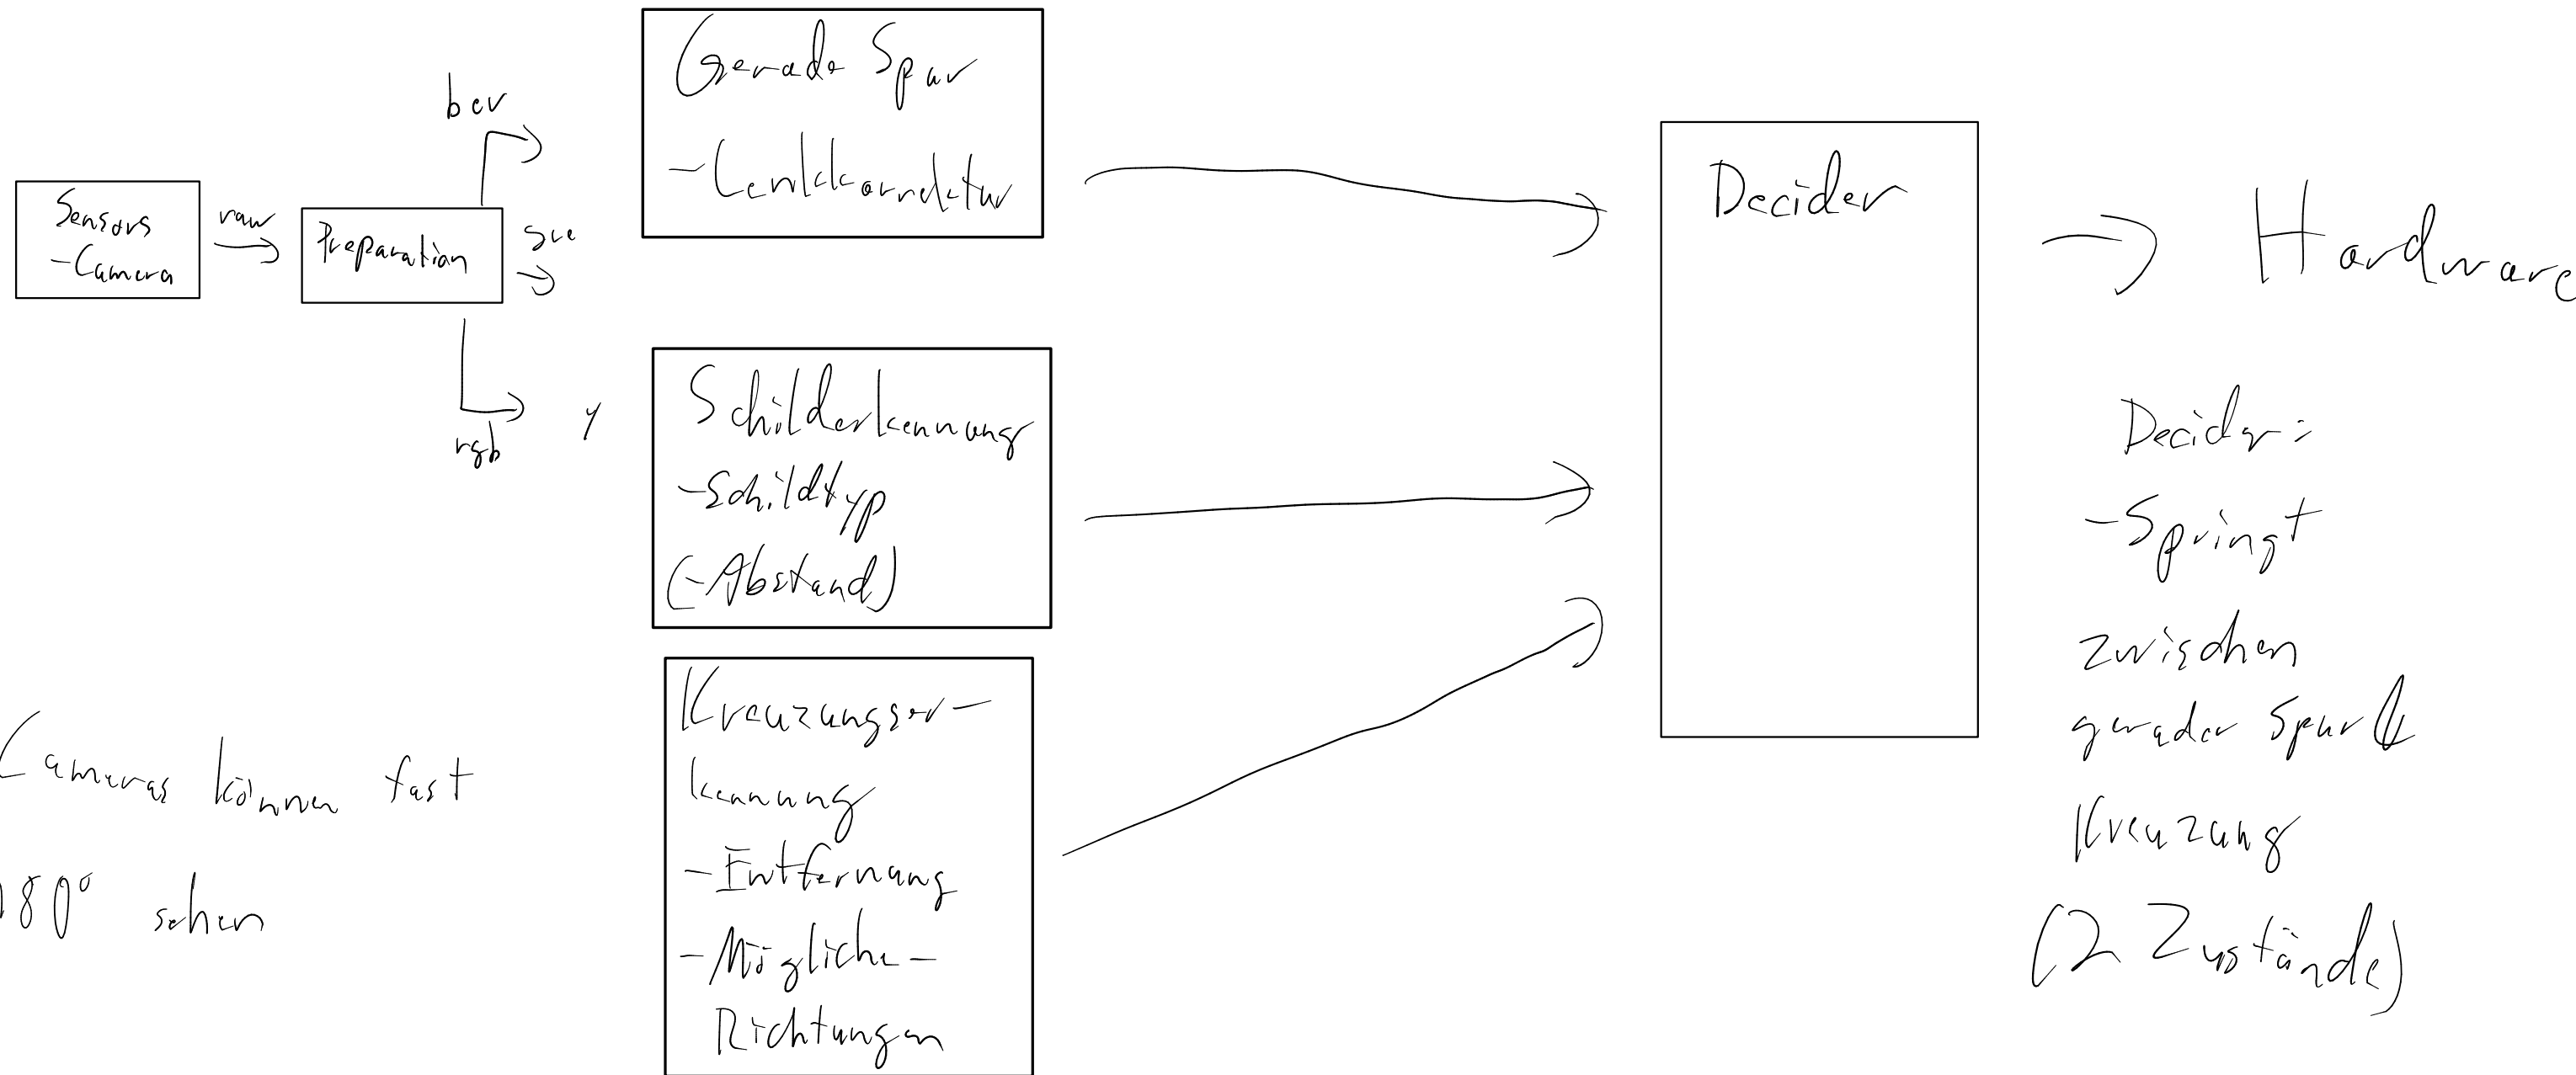 Sensors
-Camera
raw
Preparation
bev
rgb
y
Gerade Spur
-Lenkkorrektur
Schilderkennung
-Schildtyp
(-Abstand)
Kreuzungser-
kennung
-Entfernung
-Mögliche-
Richtungen
Decider
Hardware
Decider:
-Springt
zwischen
gerader Spur &
Kreuzung
(2 Zustände)
Cameras können fast
180° sehen